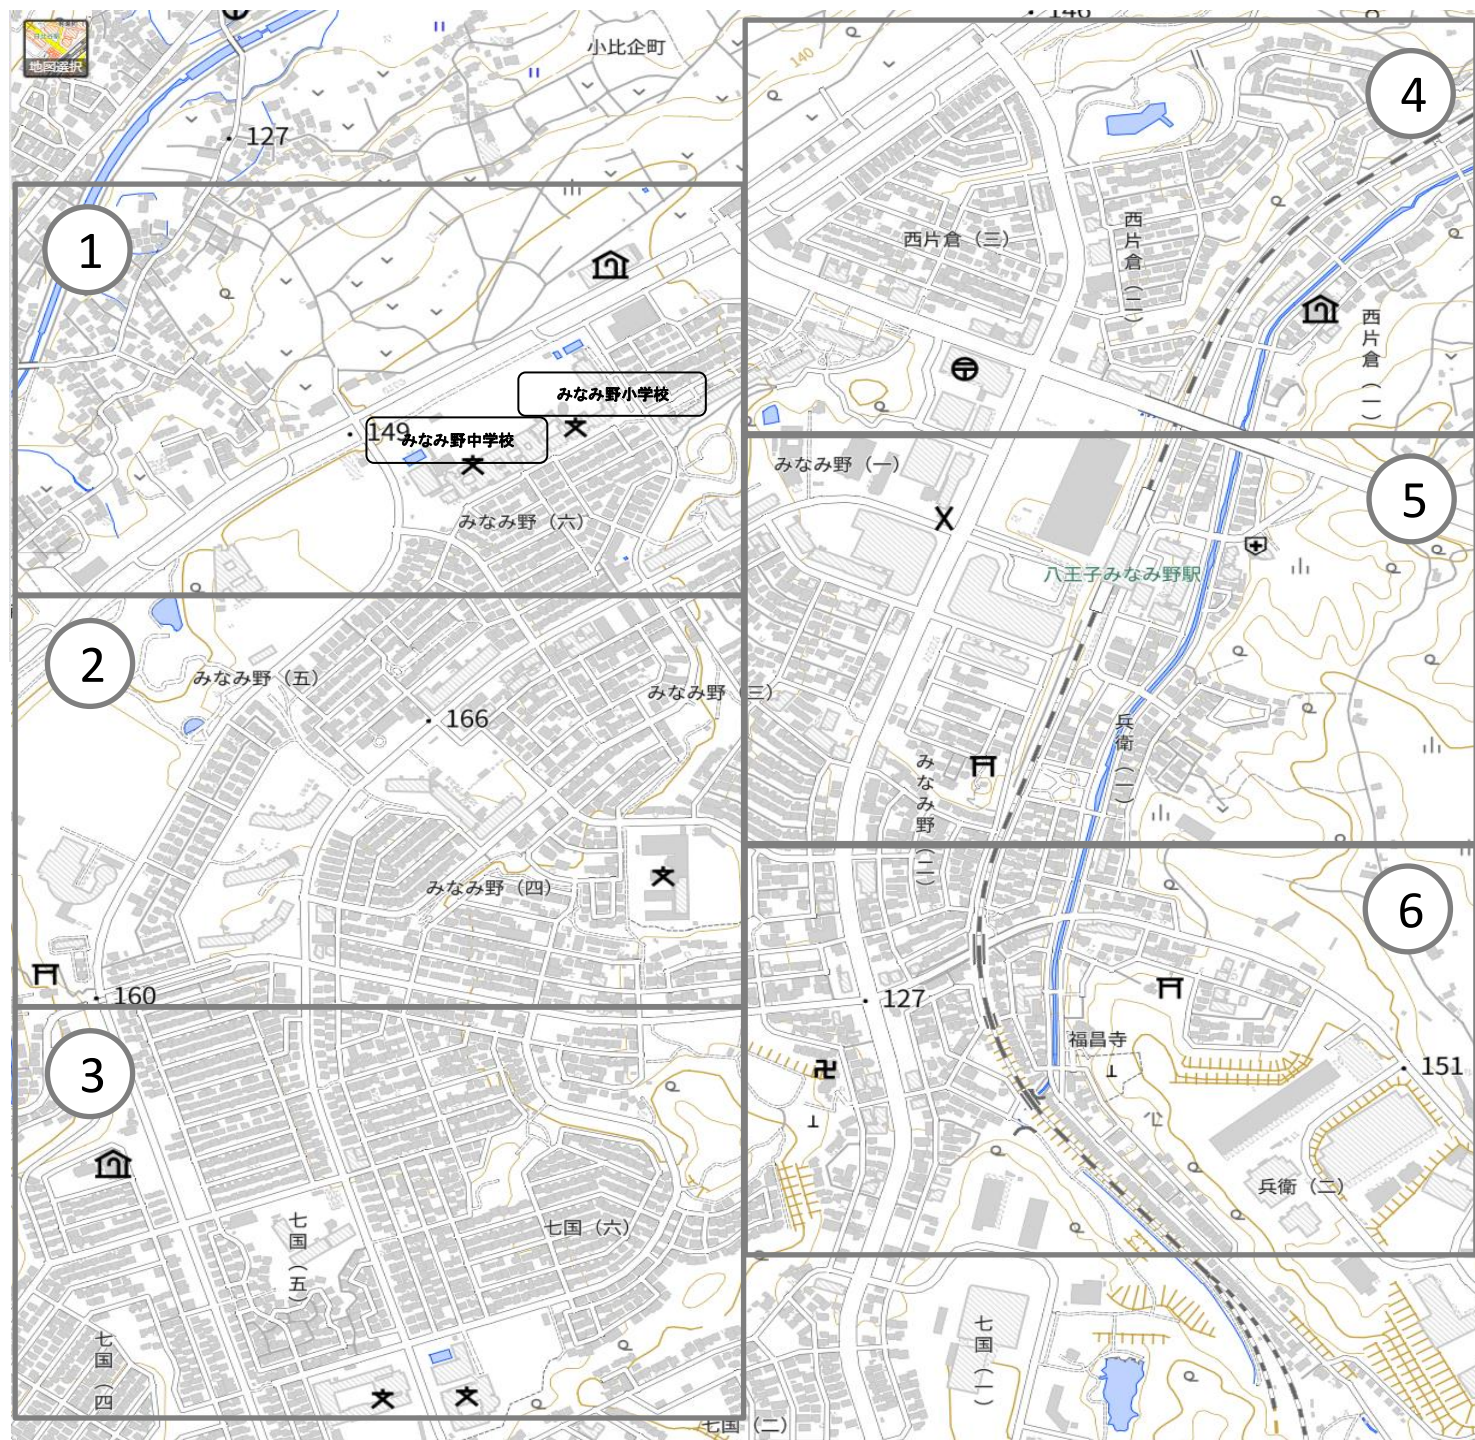 地図選択
小比企町
127
146
140
1
149
みなみ野小学校
みなみ野中学校
みなみ野（六）
2
みなみ野（五）
みなみ野（三）
166
みなみ野（四）
160
3
七国（五）
七国（六）
七国（四
4
西片倉（三）
西片倉（二）
西片倉（一）
5
みなみ野（一）
八王子みなみ野駅
兵衛（一）
みなみ野（二）
6
127
福昌寺
151
兵衛（二）
七国（一）
七国（二）